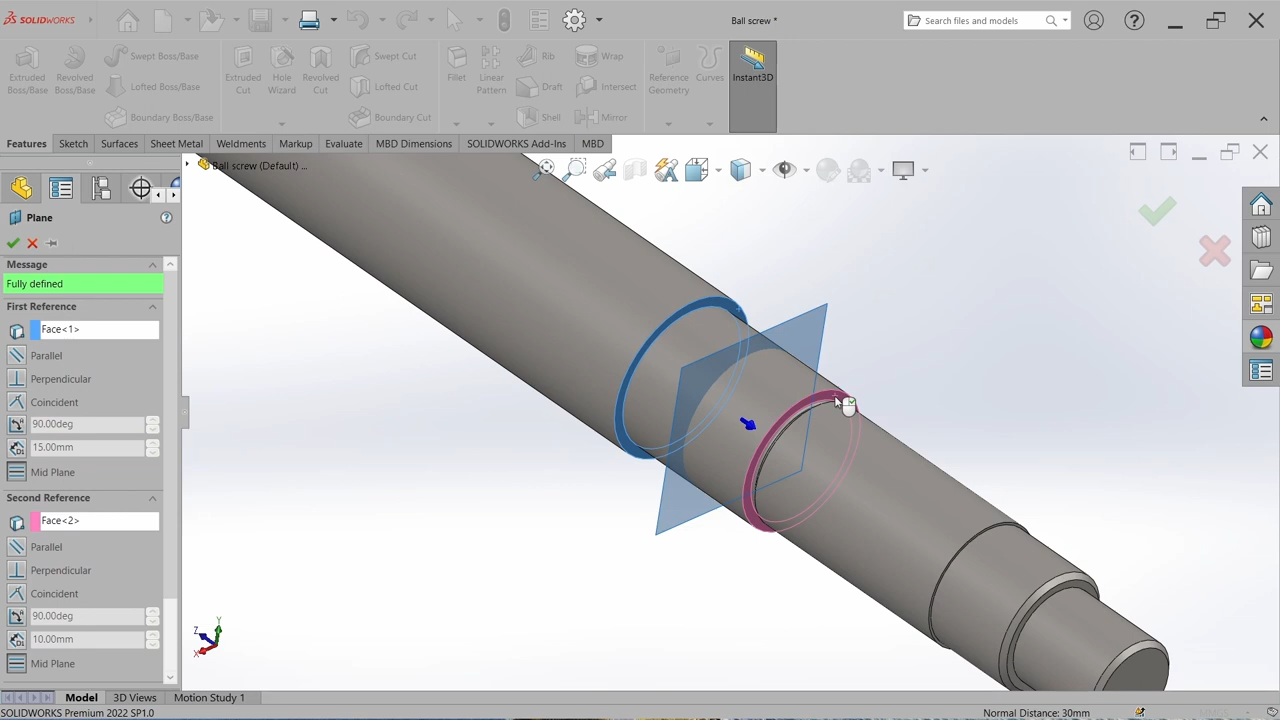 SOLIDWORKS
Ball screw *
Search files and models
Extruded Boss/Base
Revolved Boss/Base
Swept Boss/Base
Lofted Boss/Base
Boundary Boss/Base
Extruded Cut
Hole Wizard
Revolved Cut
Swept Cut
Lofted Cut
Boundary Cut
Fillet
Linear Pattern
Rib
Draft
Shell
Wrap
Intersect
Mirror
Reference Geometry
Curves
Instant3D
Features
Sketch
Surfaces
Sheet Metal
Weldments
Markup
Evaluate
MBD Dimensions
SOLIDWORKS Add-Ins
MBD
Ball screw (Default) ...
Plane
Message
Fully defined
First Reference
Face<1>
Parallel
Perpendicular
Coincident
90.00deg
15.00mm
Mid Plane
Second Reference
Face<2>
Parallel
Perpendicular
Coincident
90.00deg
10.00mm
Mid Plane
Y
Z
X
Model
3D Views
Motion Study 1
SOLIDWORKS Premium 2022 SP1.0
Normal Distance: 30mm